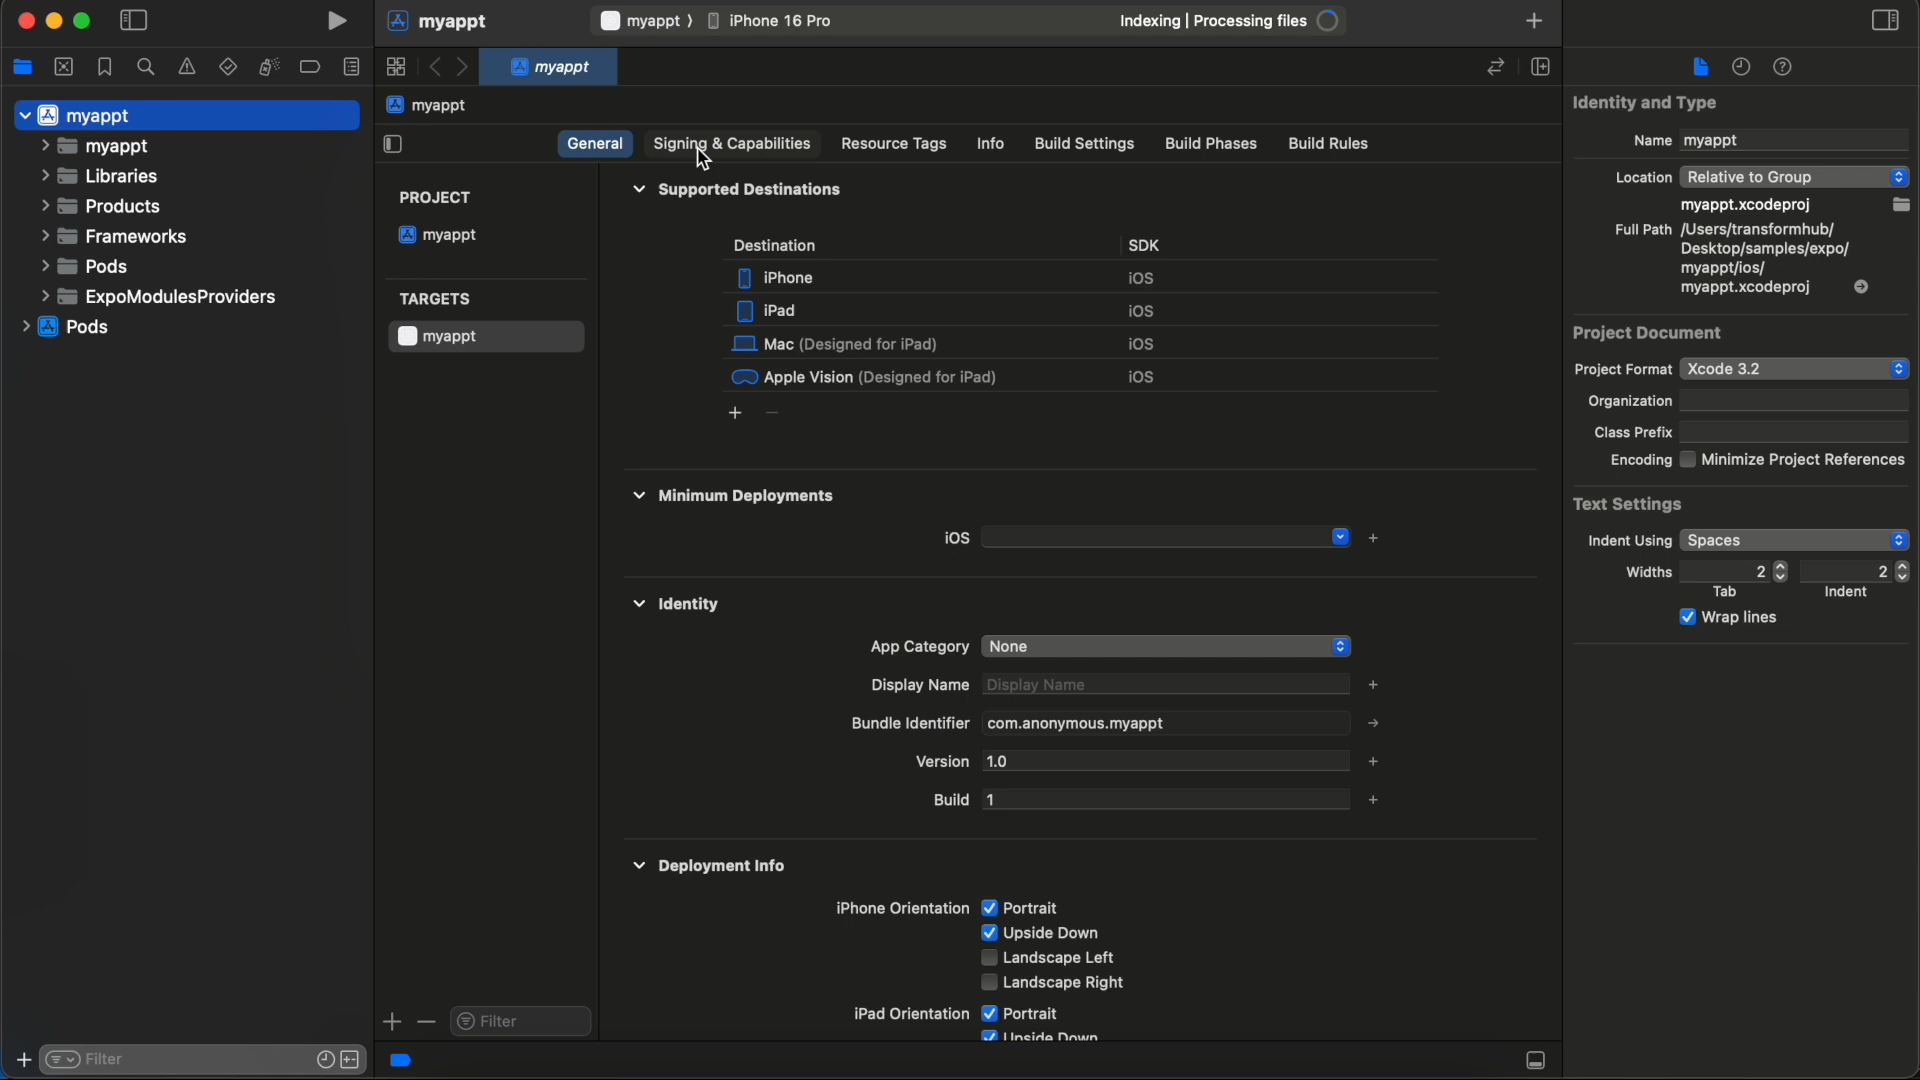 myappt
myappt
iPhone 16 Pro
Indexing | Processing files
myappt
myappt
General
Signing & Capabilities
Resource Tags
Info
Build Settings
Build Phases
Build Rules
myappt
myappt
Libraries
Products
Frameworks
Pods
ExpoModulesProviders
Pods
PROJECT
myappt
TARGETS
myappt
Supported Destinations
Destination
SDK
iPhone
iOS
iPad
iOS
Mac (Designed for iPad)
iOS
Apple Vision (Designed for iPad)
iOS
Minimum Deployments
iOS
Identity
App Category
None
Display Name
Display Name
Bundle Identifier
com.anonymous.myappt
Version
1.0
Build
1
Deployment Info
iPhone Orientation
Portrait
Upside Down
Landscape Left
Landscape Right
iPad Orientation
Portrait
Upside Down
Filter
Filter
Identity and Type
Name
myappt
Location
Relative to Group
myappt.xcodeproj
Full Path
/Users/transformhub/
Desktop/samples/expo/
myappt/ios/
myappt.xcodeproj
Project Document
Project Format
Xcode 3.2
Organization
Class Prefix
Encoding
Minimize Project References
Text Settings
Indent Using
Spaces
Widths
2
2
Tab
Indent
Wrap lines